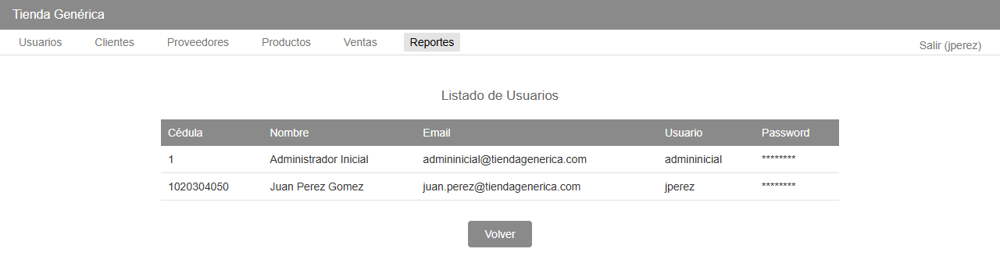 Tienda Genérica
Usuarios Clientes Proveedores Productos Ventas Reportes Salir (jperez)
Listado de Usuarios
Cédula Nombre Email Usuario Password
1 Administrador Inicial admininicial@tiendagenerica.com admininicial ********
1020304050 Juan Perez Gomez juan.perez@tiendagenerica.com jperez ********
Volver